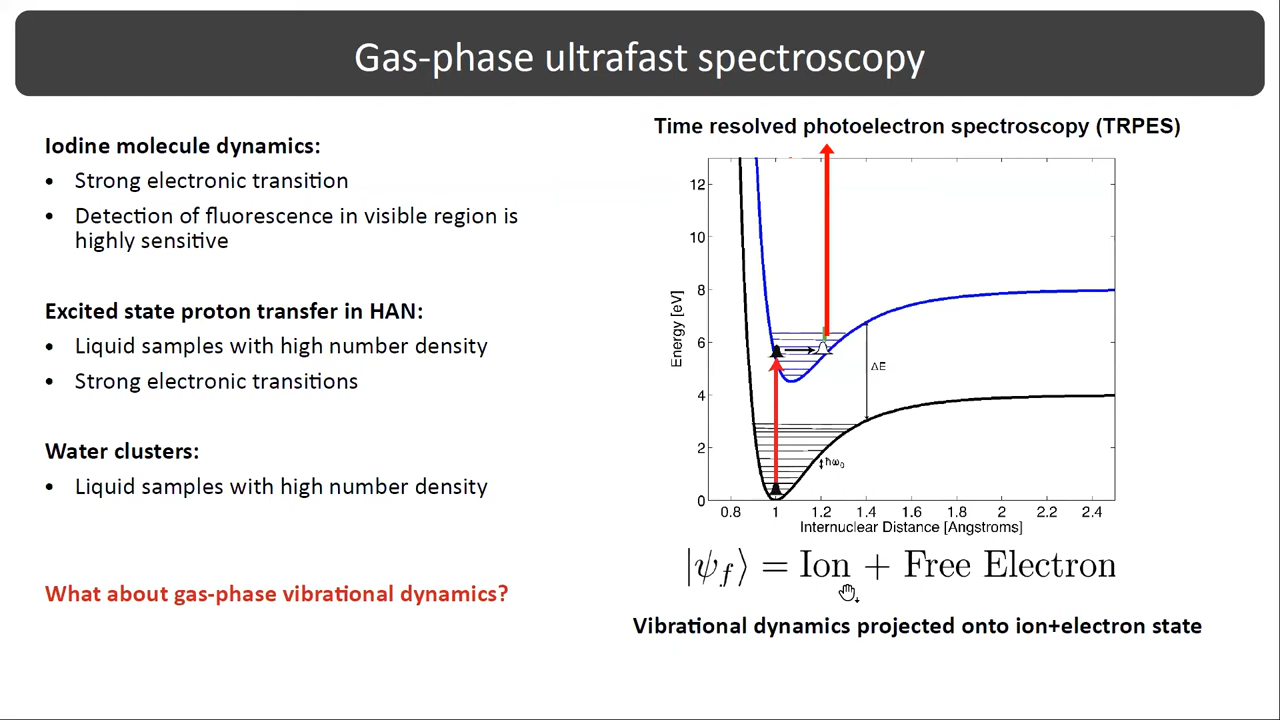 Gas-phase ultrafast spectroscopy
Iodine molecule dynamics:
• Strong electronic transition
• Detection of fluorescence in visible region is
highly sensitive
Excited state proton transfer in HAN:
• Liquid samples with high number density
• Strong electronic transitions
Water clusters:
• Liquid samples with high number density
What about gas-phase vibrational dynamics?
Time resolved photoelectron spectroscopy (TRPES)
12
10
8
6
4
2
0
Energy [eV]
ΔE
ħω₀
0.8 1 1.2 1.4 1.6 1.8 2 2.2 2.4
Internuclear Distance [Angstroms]
|ψ_f⟩ = Ion + Free Electron
Vibrational dynamics projected onto ion+electron state